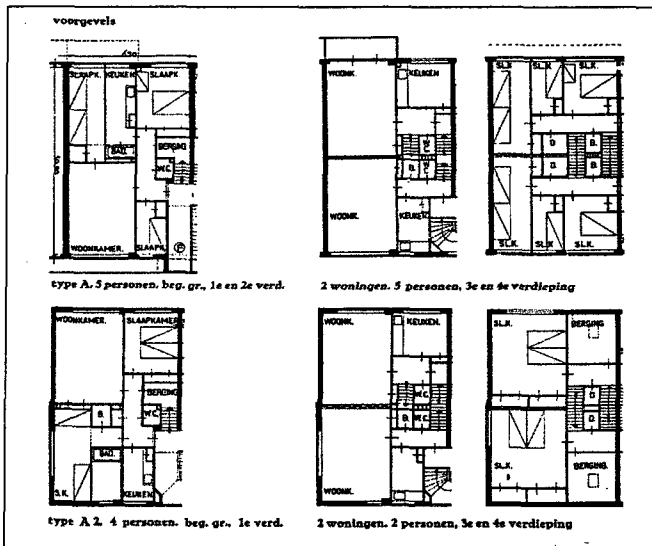 voorgevels
SLAAPK. KEUKEN SLAAPK.
BAD. BERGING
W.C.
WOONKAMER. SLAAPK.
type A. 5 personen. beg. gr., 1e en 2e verd.
WOONK. KEUKEN
B.
WOONK. KEUKEN.
SL.K. SL.K. SL.K.
D. B.
D. B.
SL.K. SL.K. SL.K.
2 woningen. 5 personen, 3e en 4e verdieping
WOONKAMER. SLAAPKAMER
BERGING
B. W.C.
BAD.
S.K. KEUKEN.
type A 2. 4 personen. beg. gr., 1e verd.
WOONK. KEUKEN.
W.C.
B. W.C.
WOONK.
SL.K. BERGING
D.
D.
SL.K. BERGING.
2 woningen. 2 personen, 3e en 4e verdieping